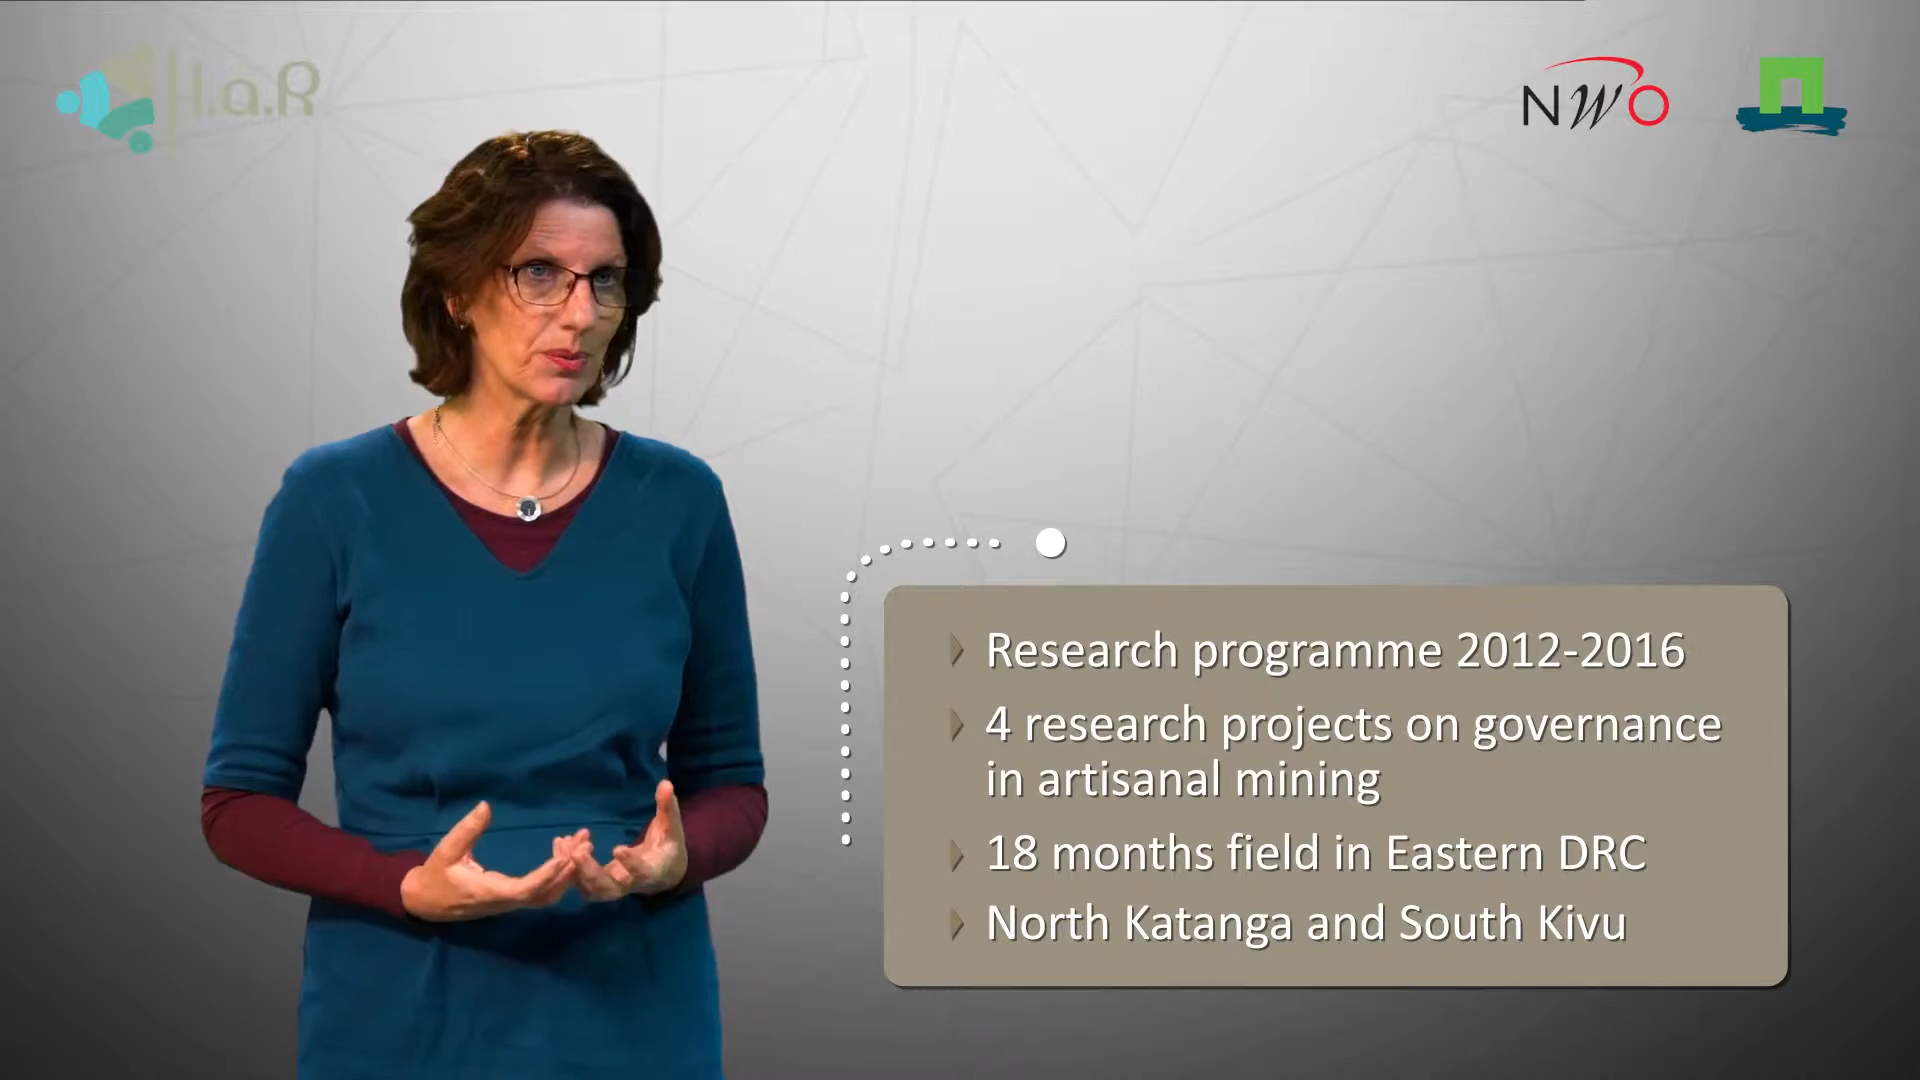 I.a.R
NWO
Research programme 2012-2016
4 research projects on governance
in artisanal mining
18 months field in Eastern DRC
North Katanga and South Kivu